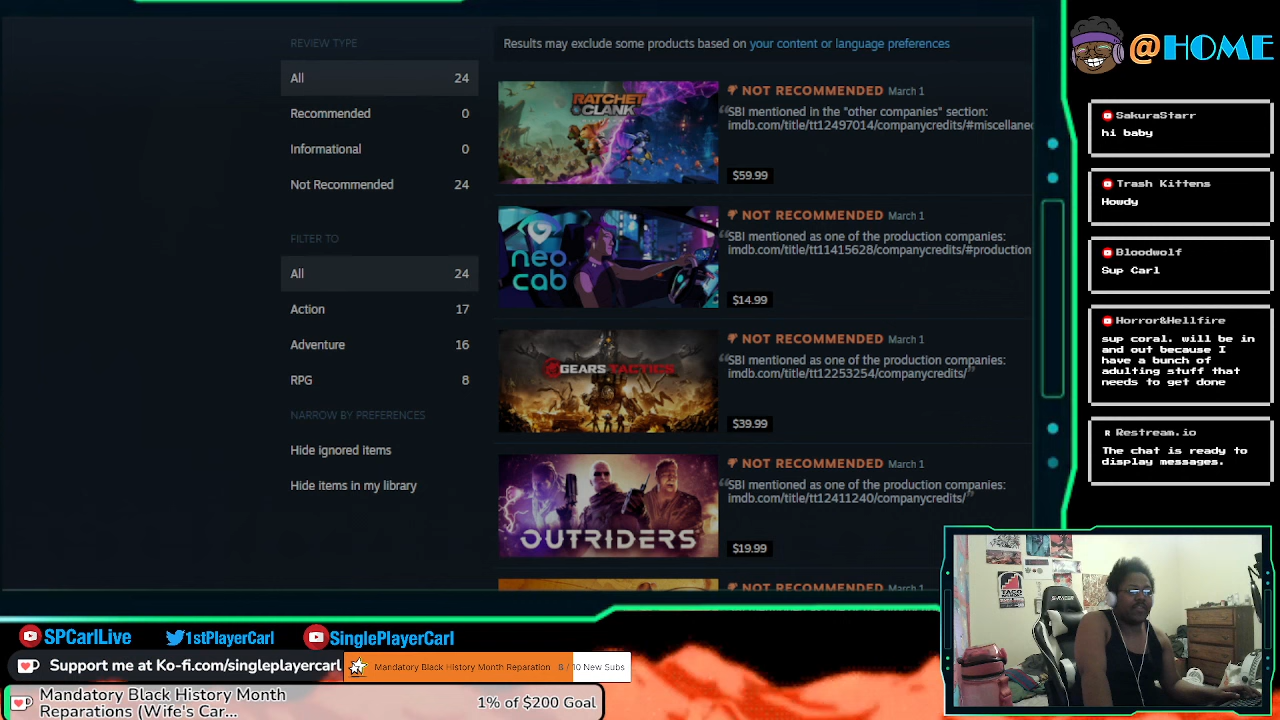 REVIEW TYPE
All 24
Recommended 0
Informational 0
Not Recommended 24
FILTER TO
All 24
Action 17
Adventure 16
RPG 8
NARROW BY PREFERENCES
Hide ignored items
Hide items in my library
Results may exclude some products based on your content or language preferences
RATCHET & CLANK
NOT RECOMMENDED March 1
“SBI mentioned in the "other companies" section:
imdb.com/title/tt12497014/companycredits/#miscellaneo
$59.99
neo
cab
NOT RECOMMENDED March 1
“SBI mentioned as one of the production companies:
imdb.com/title/tt11415628/companycredits/#production
$14.99
GEARS TACTICS
NOT RECOMMENDED March 1
“SBI mentioned as one of the production companies:
imdb.com/title/tt12253254/companycredits/”
$39.99
OUTRIDERS
NOT RECOMMENDED March 1
“SBI mentioned as one of the production companies:
imdb.com/title/tt12411240/companycredits/”
$19.99
NOT RECOMMENDED March 1
@HOME
SakuraStarr
hi baby
Trash Kittens
Howdy
Bloodwolf
Sup Carl
Horror&Hellfire
sup coral. will be in
and out because I
have a bunch of
adulting stuff that
needs to get done
R Restream.io
The chat is ready to
display messages.
TACO
S-RACER
SPCarlLive 1stPlayerCarl SinglePlayerCarl
Support me at Ko-fi.com/singleplayercarl
Mandatory Black History Month Reparation 8 / 10 New Subs
Mandatory Black History Month
Reparations (Wife's Car...
1% of $200 Goal